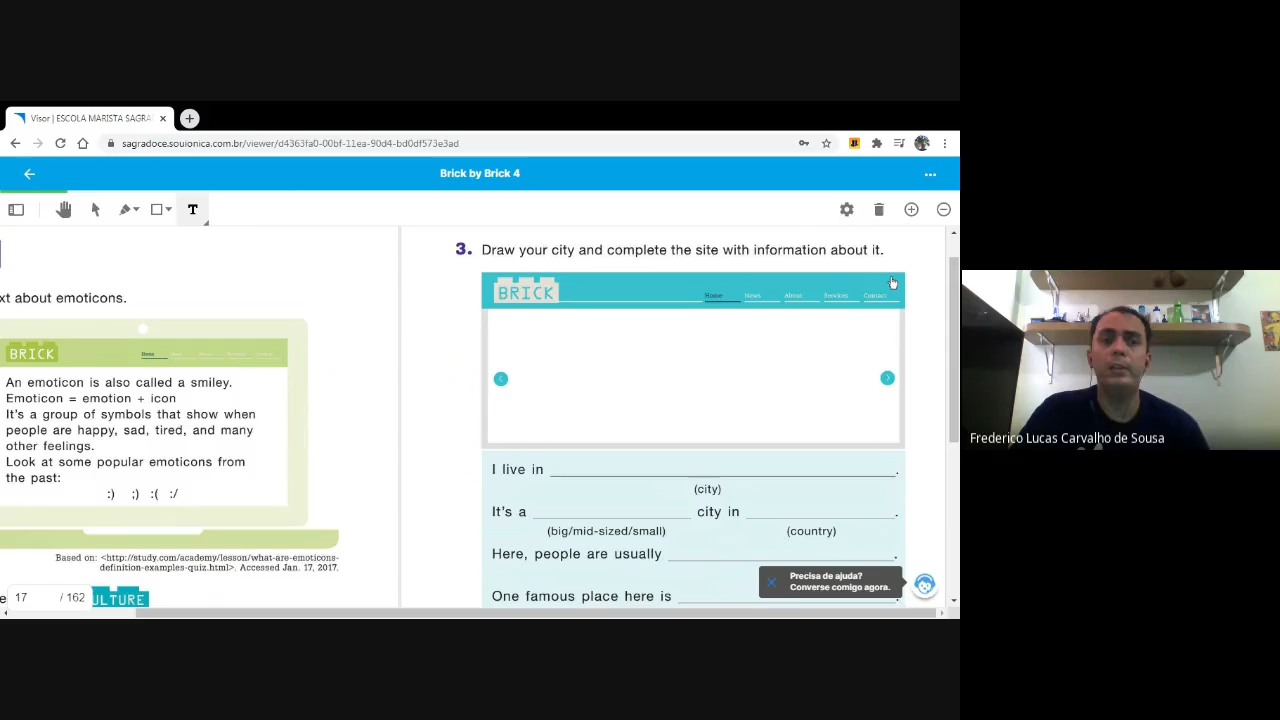 Visor | ESCOLA MARISTA SAGRA
sagradors.souionica.com.br/viewer/d4363fa0-00bf-11ea-90d4-bd0df573e3ad
Brick by Brick 4
T
xt about emoticons.
BRICK
Home
An emoticon is also called a smiley.
Emoticon = emotion + icon
It's a group of symbols that show when
people are happy, sad, tired, and many
other feelings.
Look at some popular emoticons from
the past:
:) ;) :( :/
Based on: <http://study.com/academy/lesson/what-are-emoticons-
definition-examples-quiz.html>. Accessed Jan. 17, 2017.
17 / 162
ULTURE
3. Draw your city and complete the site with information about it.
BRICK
Home News About Services Contact
I live in .
(city)
It's a city in .
(big/mid-sized/small) (country)
Here, people are usually .
One famous place here is .
Precisa de ajuda?
Converse comigo agora.
Frederico Lucas Carvalho de Sousa